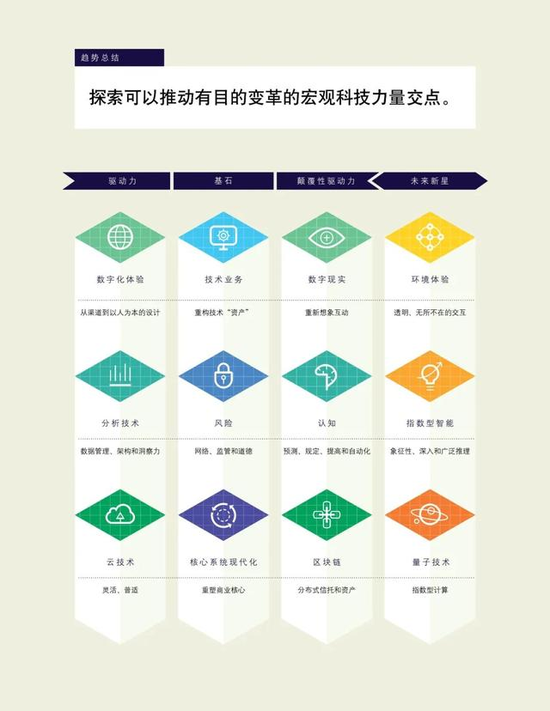 趋势总结
探索可以推动有目的变革的宏观科技力量交点。
驱动力 基石 颠覆性驱动力 未来新星
数字化体验 技术业务 数字现实 环境体验
从渠道到以人为本的设计 重构技术“资产” 重新想象互动 透明、无所不在的交互
分析技术 风险 认知 指数型智能
数据管理、架构和洞察力 网络、监管和道德 预测、规定、提高和自动化 象征性、深入和广泛推理
云技术 核心系统现代化 区块链 量子技术
灵活、普适 重塑商业核心 分布式信托和资产 指数型计算